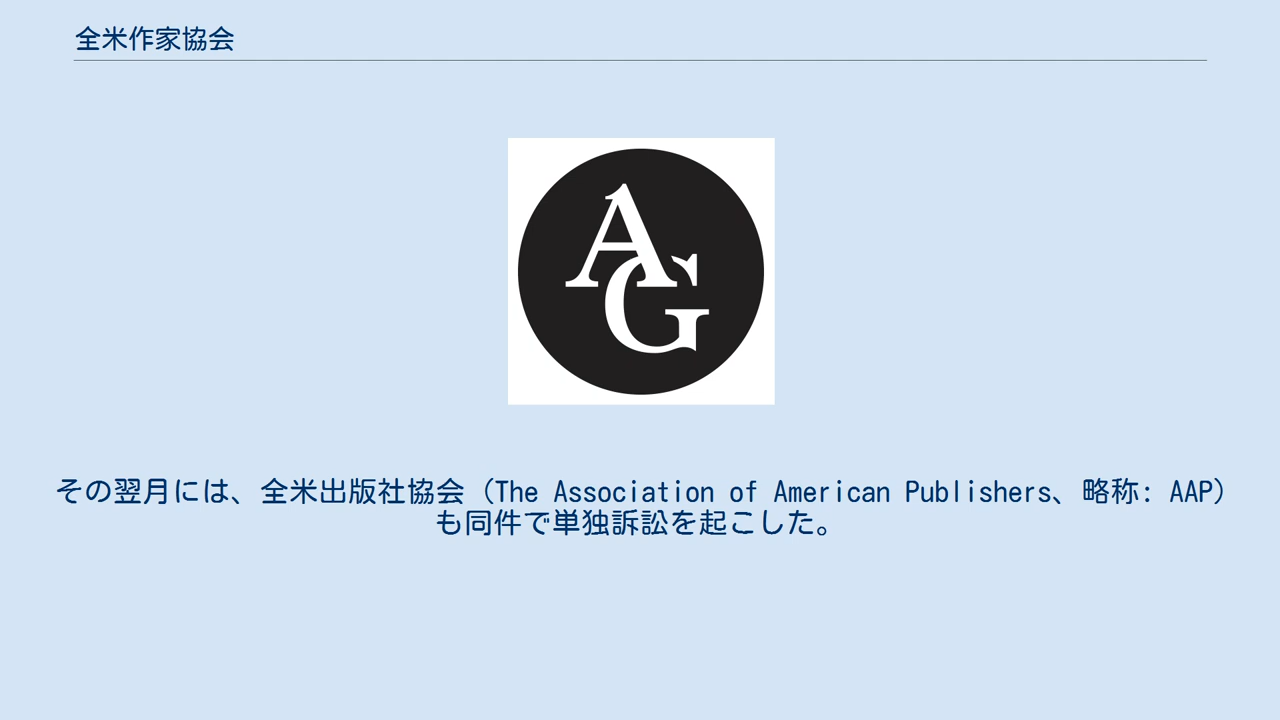 全米作家協会
AG
その翌月には、全米出版社協会（The Association of American Publishers、略称: AAP）
も同件で単独訴訟を起こした。